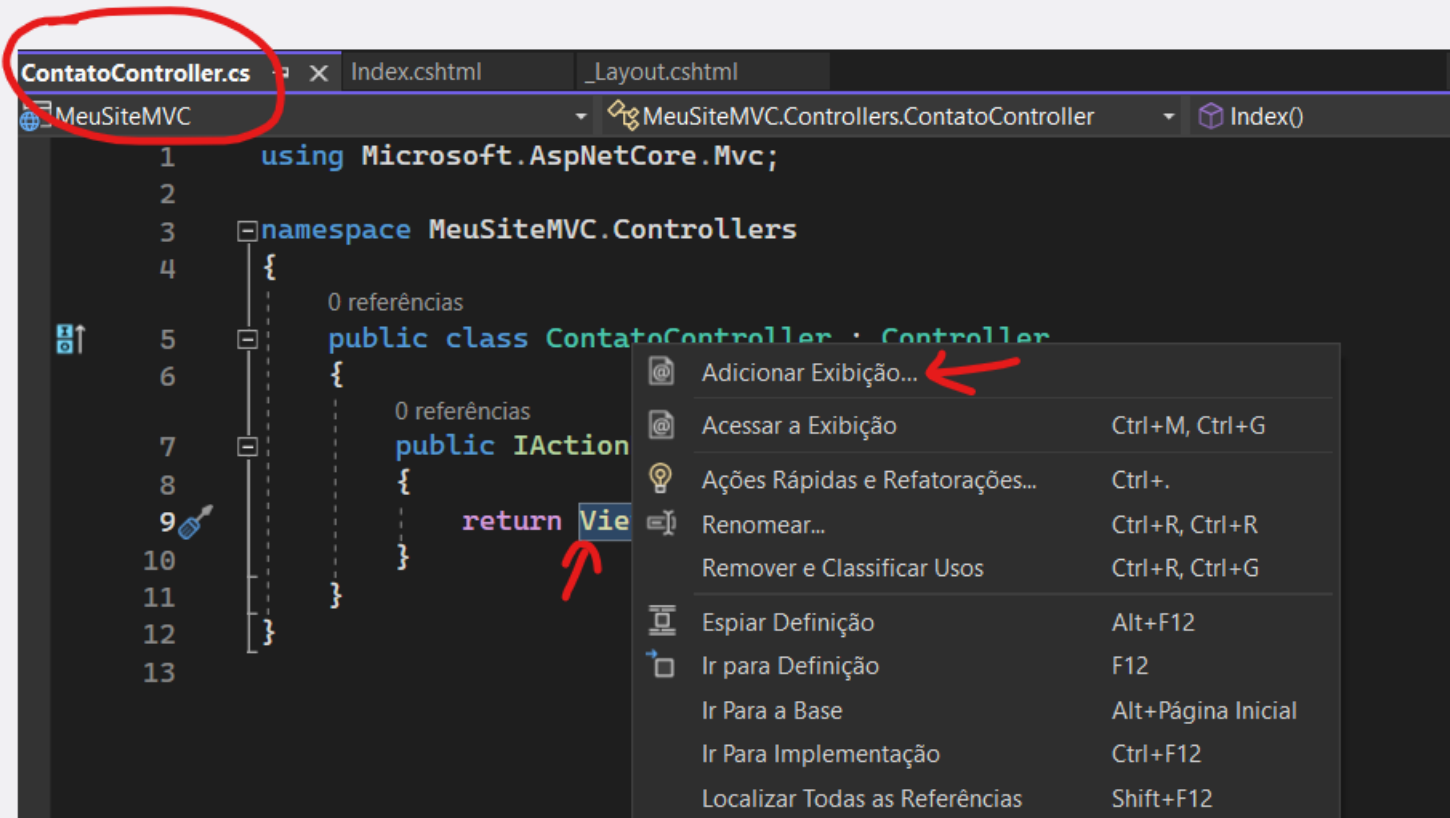 ContatoController.cs Index.cshtml _Layout.cshtml
MeuSiteMVC MeuSiteMVC.Controllers.ContatoController Index()
1 using Microsoft.AspNetCore.Mvc;
2
3 namespace MeuSiteMVC.Controllers
4 {
0 referências
5 public class ContatoController : Controller
6 {
0 referências
7 public IAction
8 {
9 return Vie
10 }
11 }
12 }
13
Adicionar Exibição...
Acessar a Exibição Ctrl+M, Ctrl+G
Ações Rápidas e Refatorações... Ctrl+.
Renomear... Ctrl+R, Ctrl+R
Remover e Classificar Usos Ctrl+R, Ctrl+G
Espiar Definição Alt+F12
Ir para Definição F12
Ir Para a Base Alt+Página Inicial
Ir Para Implementação Ctrl+F12
Localizar Todas as Referências Shift+F12